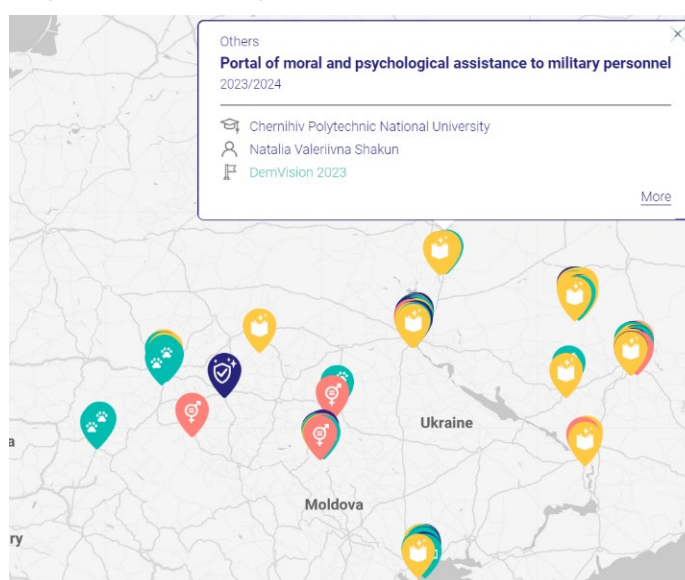 Others
Portal of moral and psychological assistance to military personnel
2023/2024
Chernihiv Polytechnic National University
Natalia Valeriivna Shakun
DemVision 2023
More
Ukraine
a
Moldova
ry